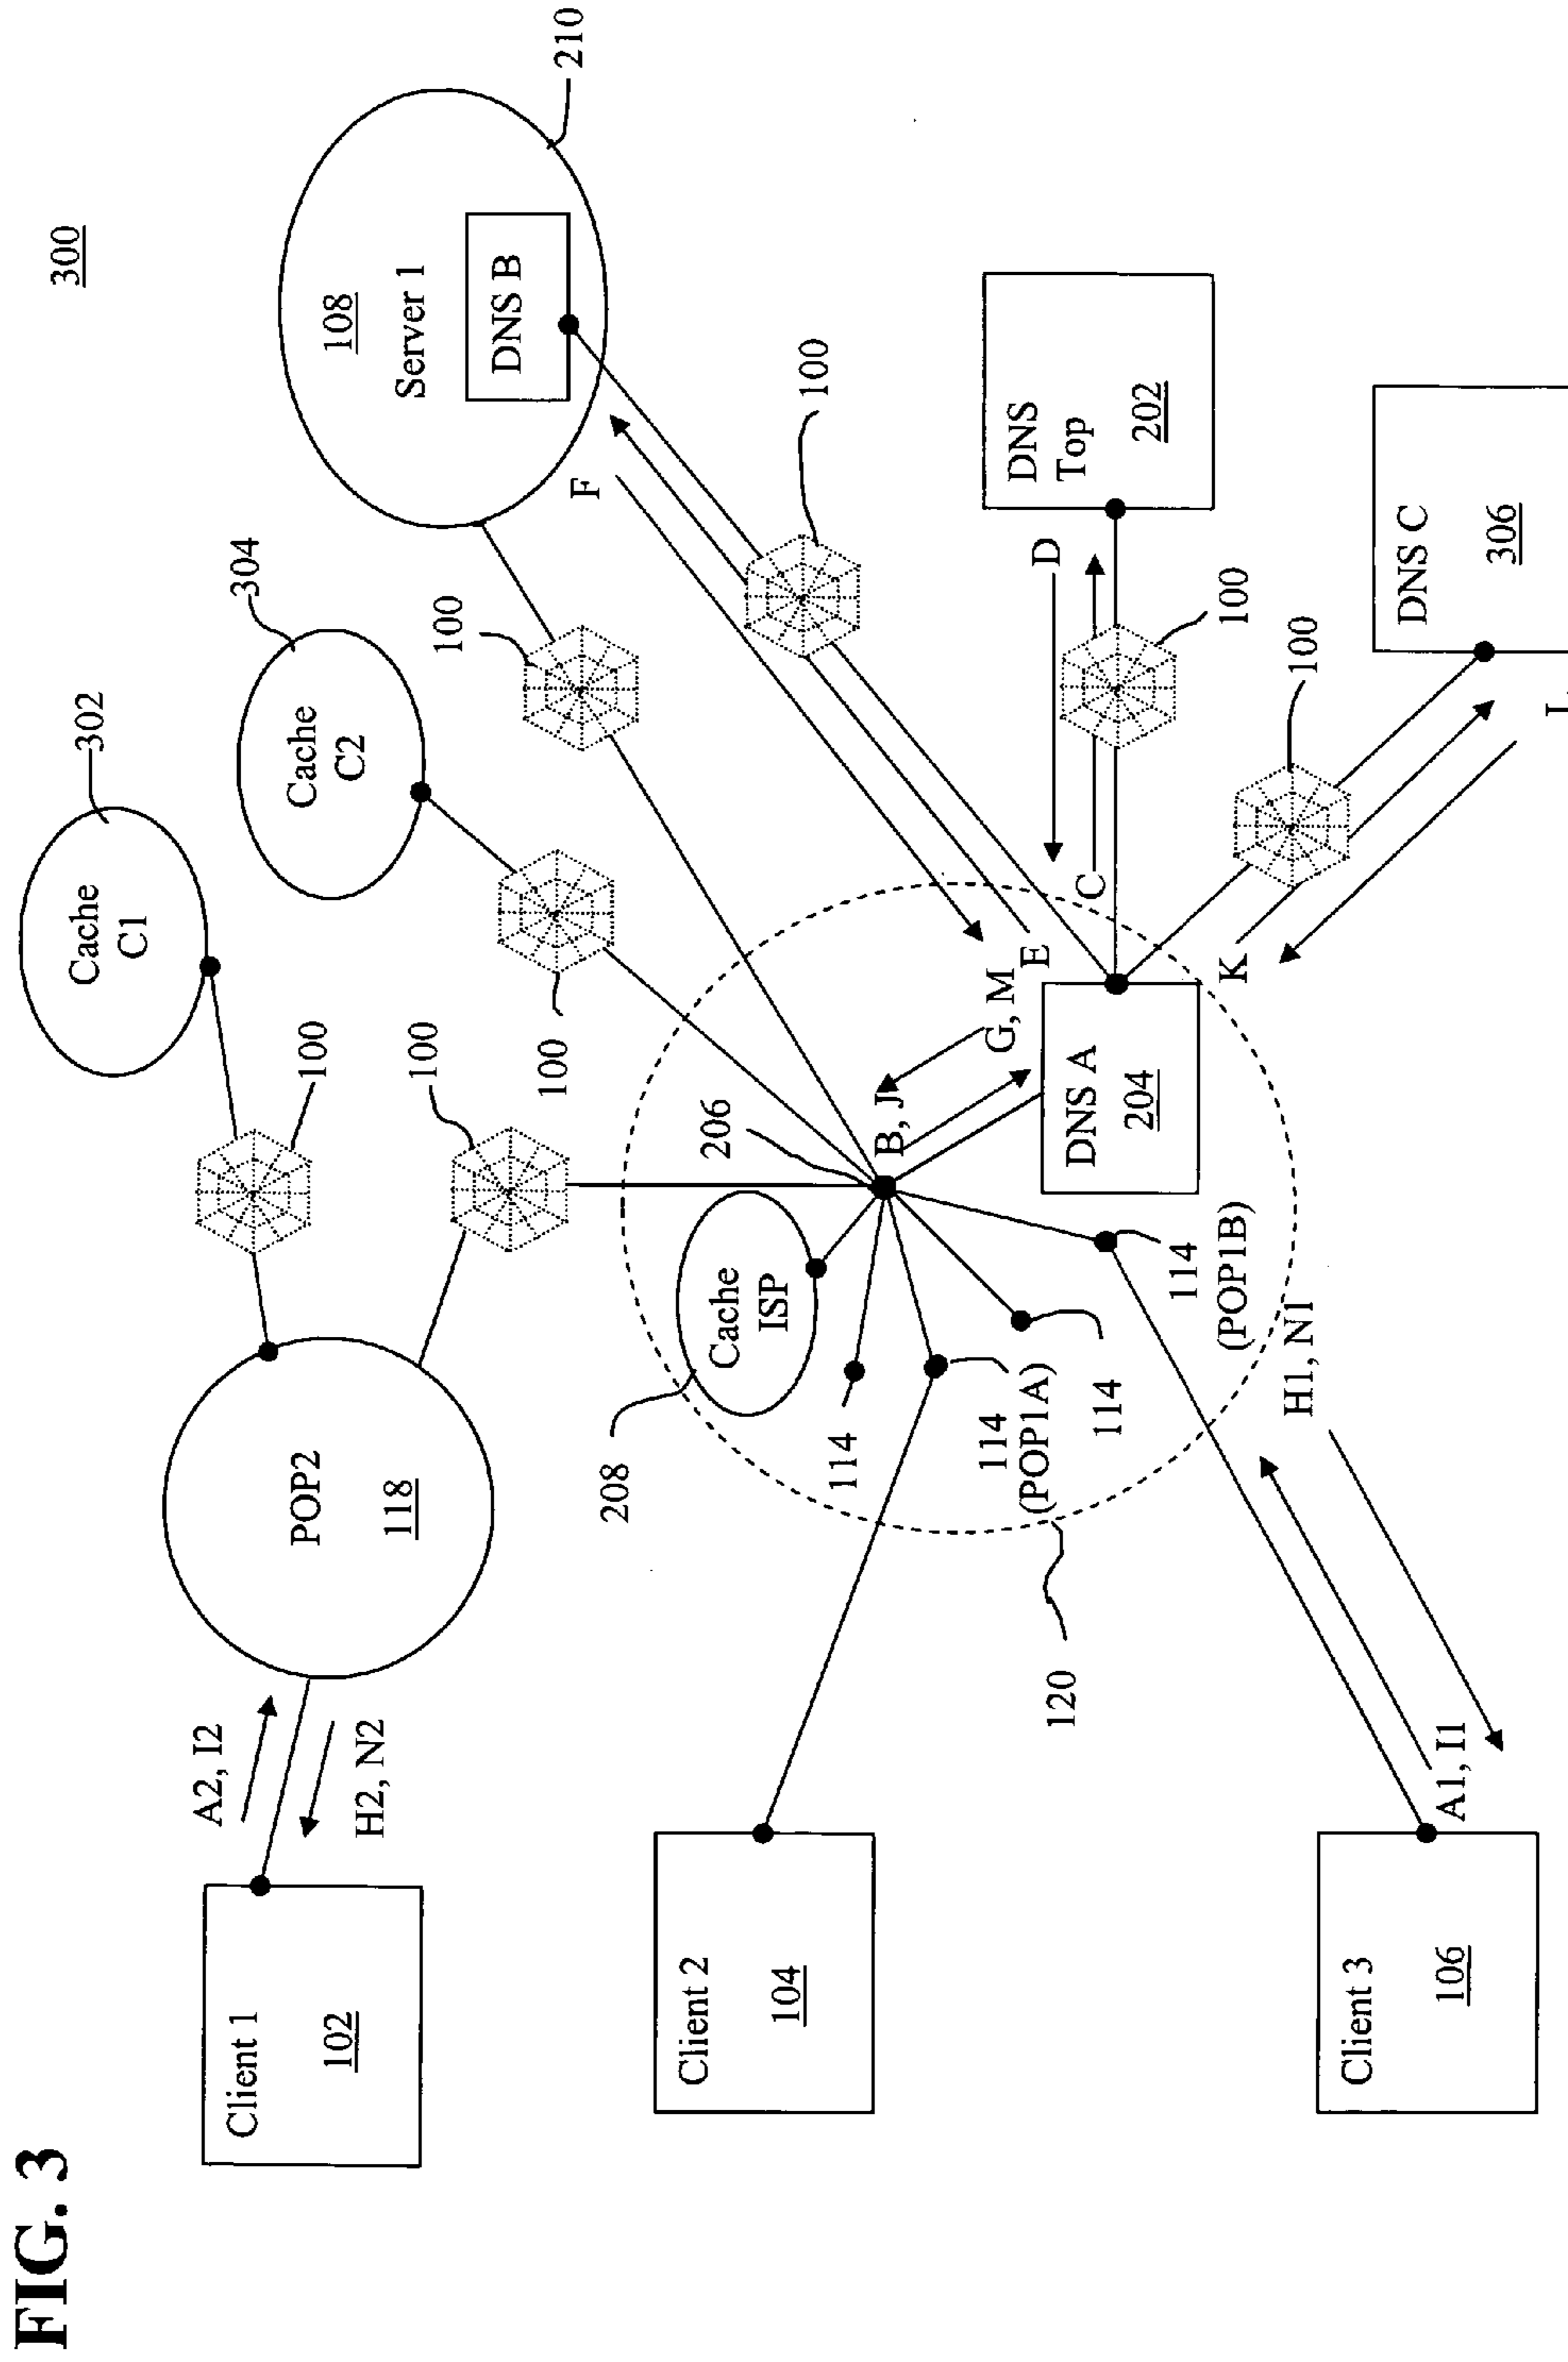 FIG. 3
300
Cache
C1
302
Client 1
102
A2, I2
H2, N2
POP2
118
100
Cache
C2
304
108
Server 1
DNS B
210
100
100
100
F
100
Client 2
104
208
Cache
ISP
206
114
114
(POP1A)
114
B, J
G, M
E
DNS A
204
C
D
DNS
Top
202
100
120
114
(POP1B)
H1, N1
K
100
Client 3
106
A1, I1
DNS C
306